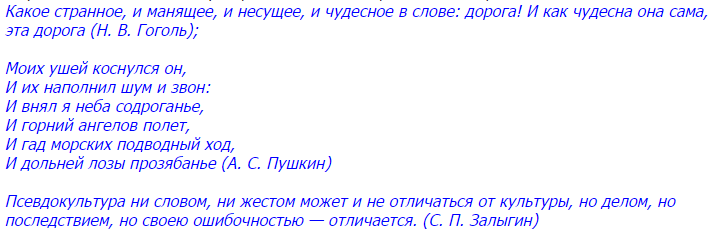 Какое странное, и манящее, и несущее, и чудесное в слове: дорога! И как чудесна она сама,
эта дорога (Н. В. Гоголь);
Моих ушей коснулся он,
И их наполнил шум и звон:
И внял я неба содроганье,
И горний ангелов полет,
И гад морских подводный ход,
И дольней лозы прозябанье (А. С. Пушкин)
Псевдокультура ни словом, ни жестом может и не отличаться от культуры, но делом, но
последствием, но своею ошибочностью — отличается. (С. П. Залыгин)